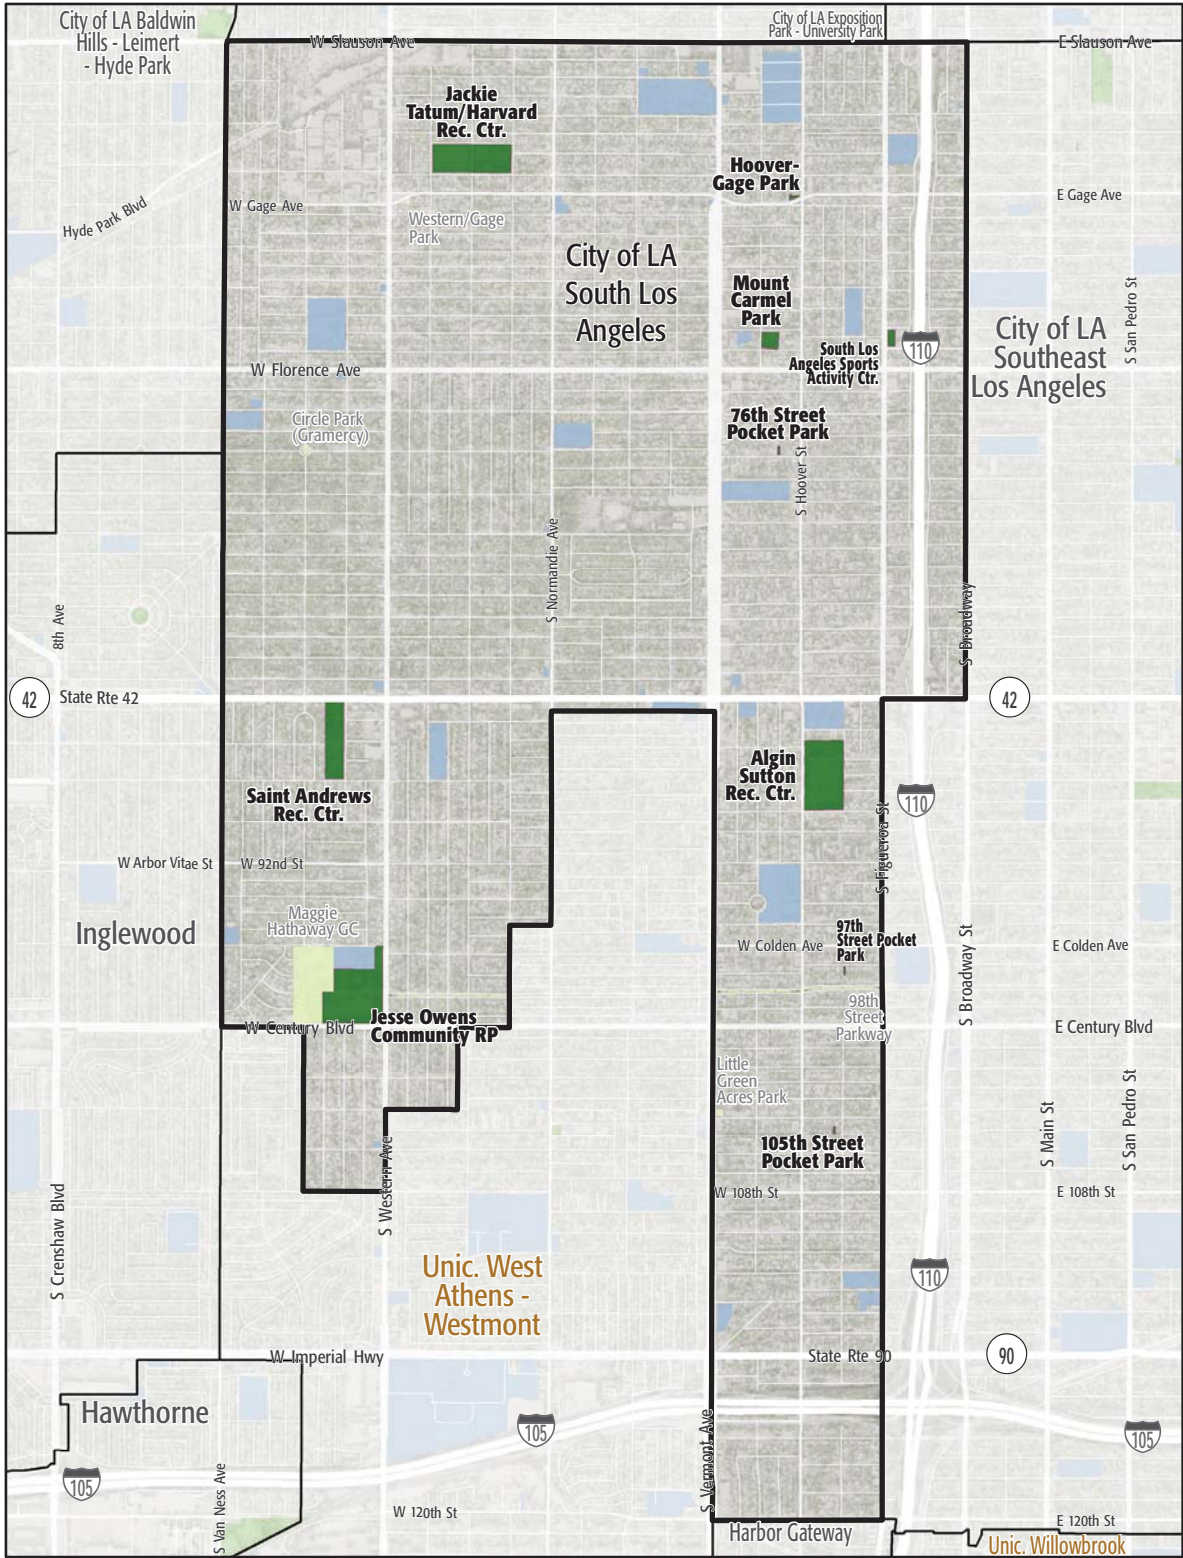 City of LA Baldwin
Hills - Leimert
- Hyde Park
City of LA Exposition
Park - University Park
W Slauson Ave
E Slauson Ave
Jackie
Tatum/Harvard
Rec. Ctr.
Hoover-
Gage Park
Hyde Park Blvd
W Gage Ave
E Gage Ave
Western/Gage
Park
City of LA
South Los
Angeles
Mount
Carmel
Park
S San Pedro St
City of LA
Southeast
Los Angeles
South Los
Angeles Sports
Activity Ctr.
110
W Florence Ave
Circle Park
(Gramercy)
76th Street
Pocket Park
S Hoover St
S Normandie Ave
8th Ave
S Broadway
42
State Rte 42
42
Saint Andrews
Rec. Ctr.
Algin
Sutton
Rec. Ctr.
110
S Figueroa St
W Arbor Vitae St
W 92nd St
Inglewood
Maggie
Hathaway GC
W Colden Ave
97th
Street Pocket
Park
E Colden Ave
S Broadway St
98th
Street
Parkway
W Century Blvd
Jesse Owens
Community RP
E Century Blvd
Little
Green
Acres Park
S Main St
S San Pedro St
105th Street
Pocket Park
S Western Ave
W 108th St
E 108th St
S Crenshaw Blvd
Unic. West
Athens -
Westmont
110
W Imperial Hwy
State Rte 90
90
Hawthorne
105
105
105
S Van Ness Ave
S Vermont Ave
W 120th St
E 120th St
Harbor Gateway
Unic. Willowbrook